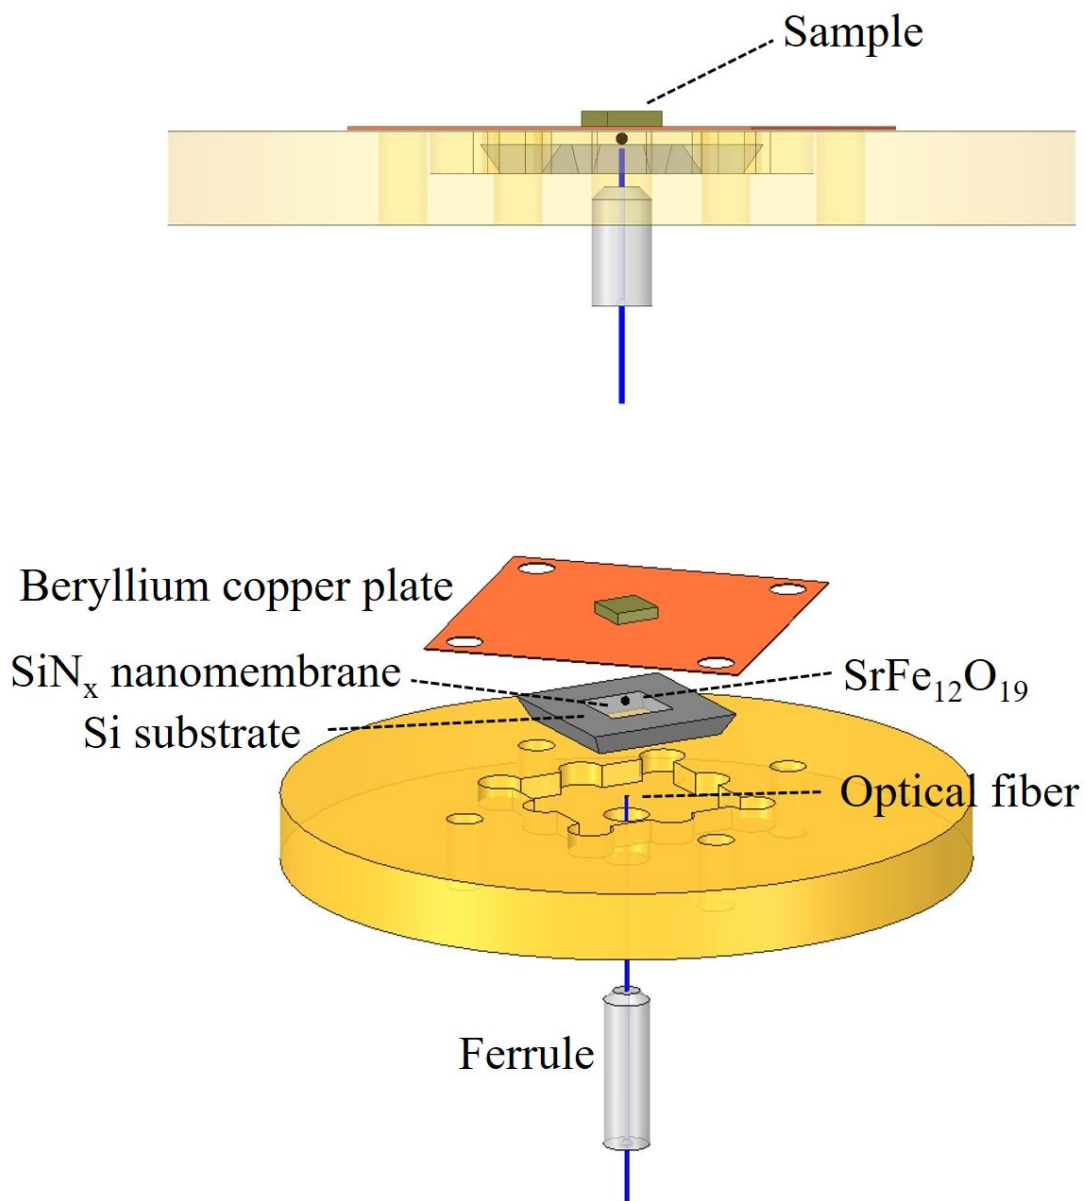 Sample
Beryllium copper plate
SiNx nanomembrane
SrFe12O19
Si substrate
Optical fiber
Ferrule